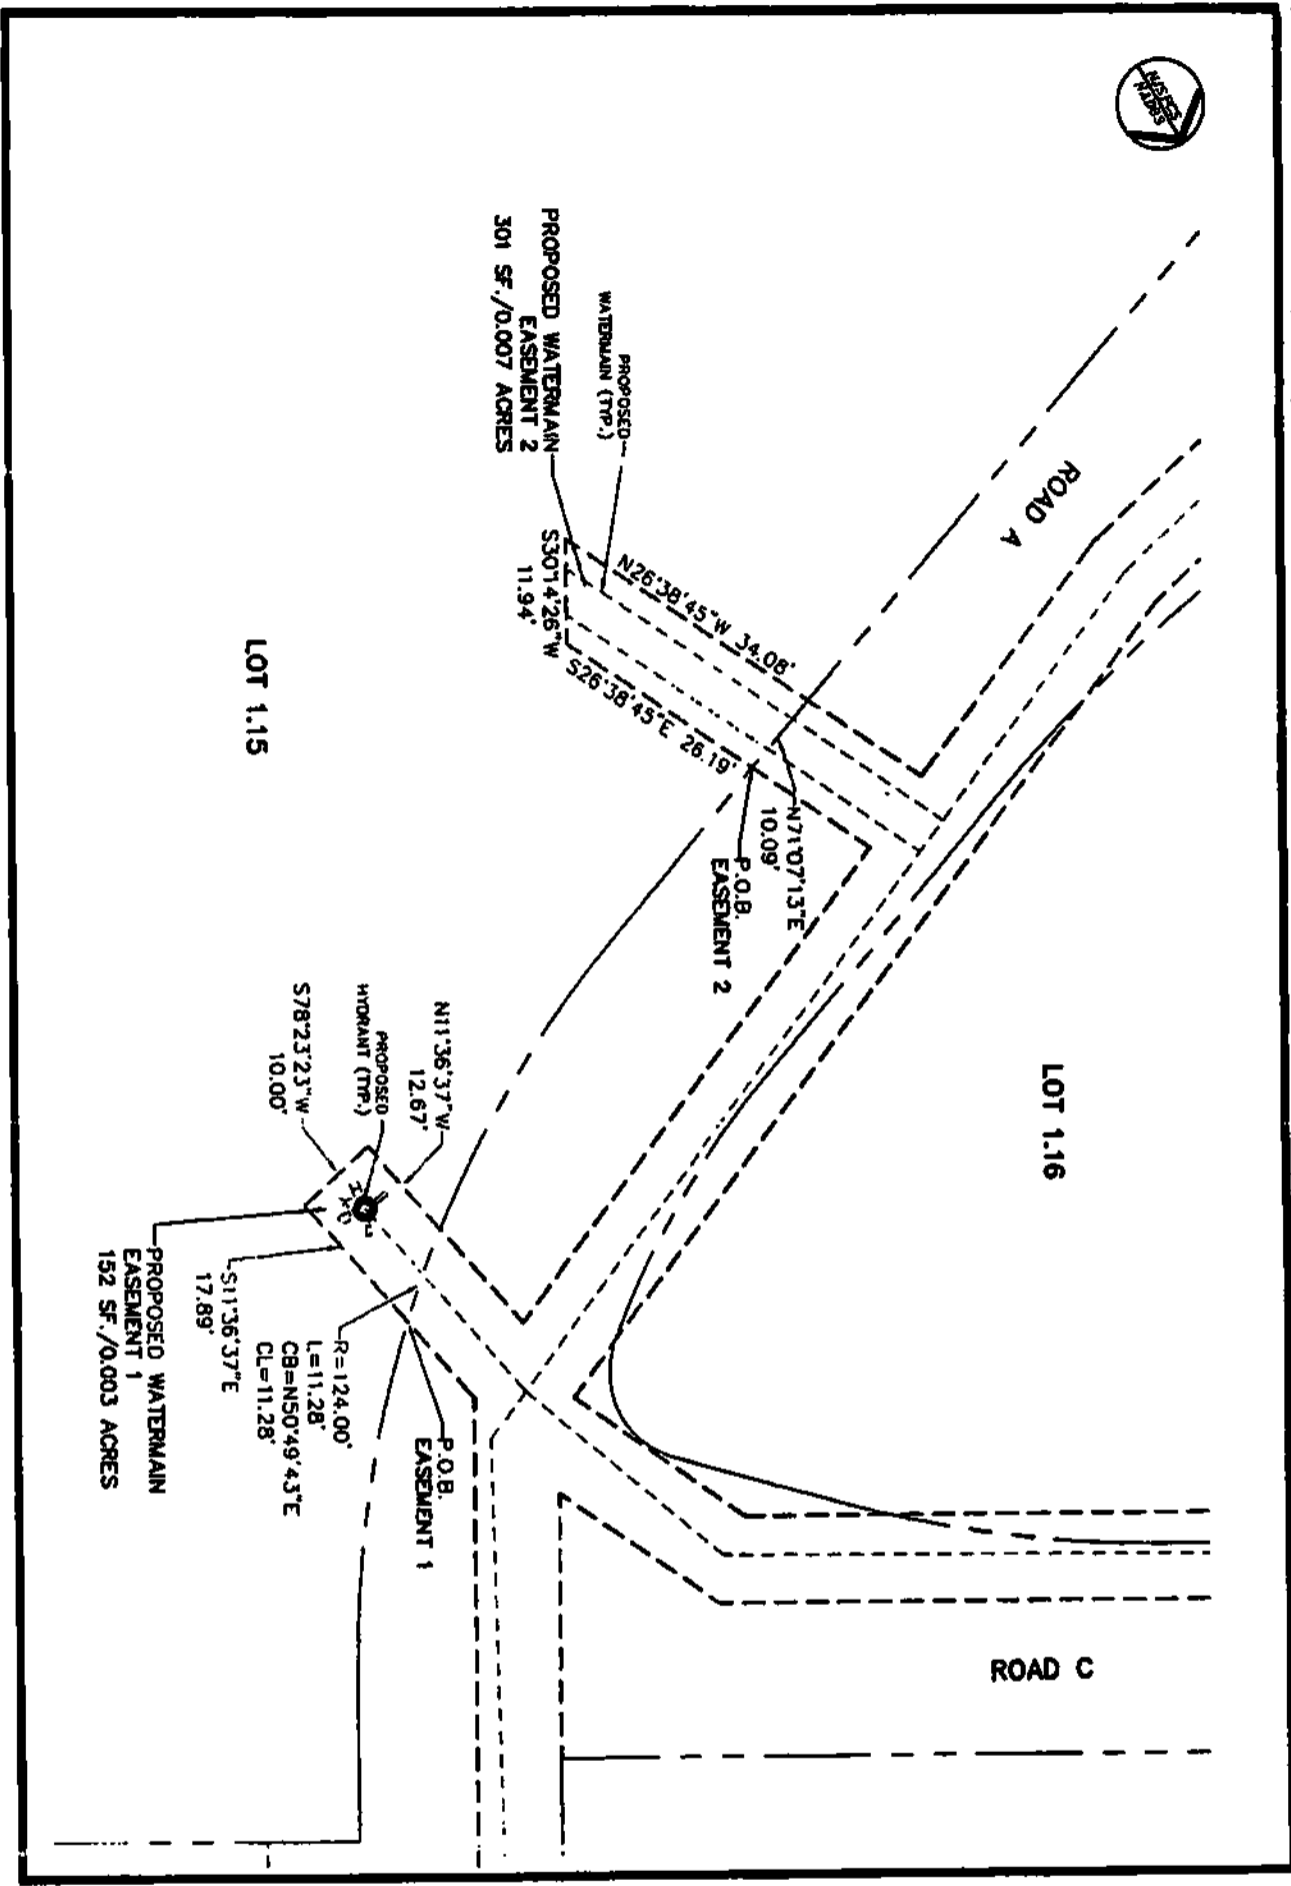 NJSPCS
NAD83
ROAD A
LOT 1.16
ROAD C
PROPOSED
WATERMAIN (TYP.)
PROPOSED WATERMAIN
EASEMENT 2
301 SF./0.007 ACRES
N26°38'45"W 34.08'
S30°14'26"W
11.94'
S26°38'45"E 26.19'
N71°07'13"E
10.09'
P.O.B.
EASEMENT 2
LOT 1.15
N11°36'37"W
12.67'
PROPOSED
HYDRANT (TYP.)
S78°23'23"W
10.00'
P.O.B.
EASEMENT 1
R=124.00'
L=11.28'
CB=N50°49'43"E
CL=11.28'
S11°36'37"E
17.89'
PROPOSED WATERMAIN
EASEMENT 1
152 SF./0.003 ACRES